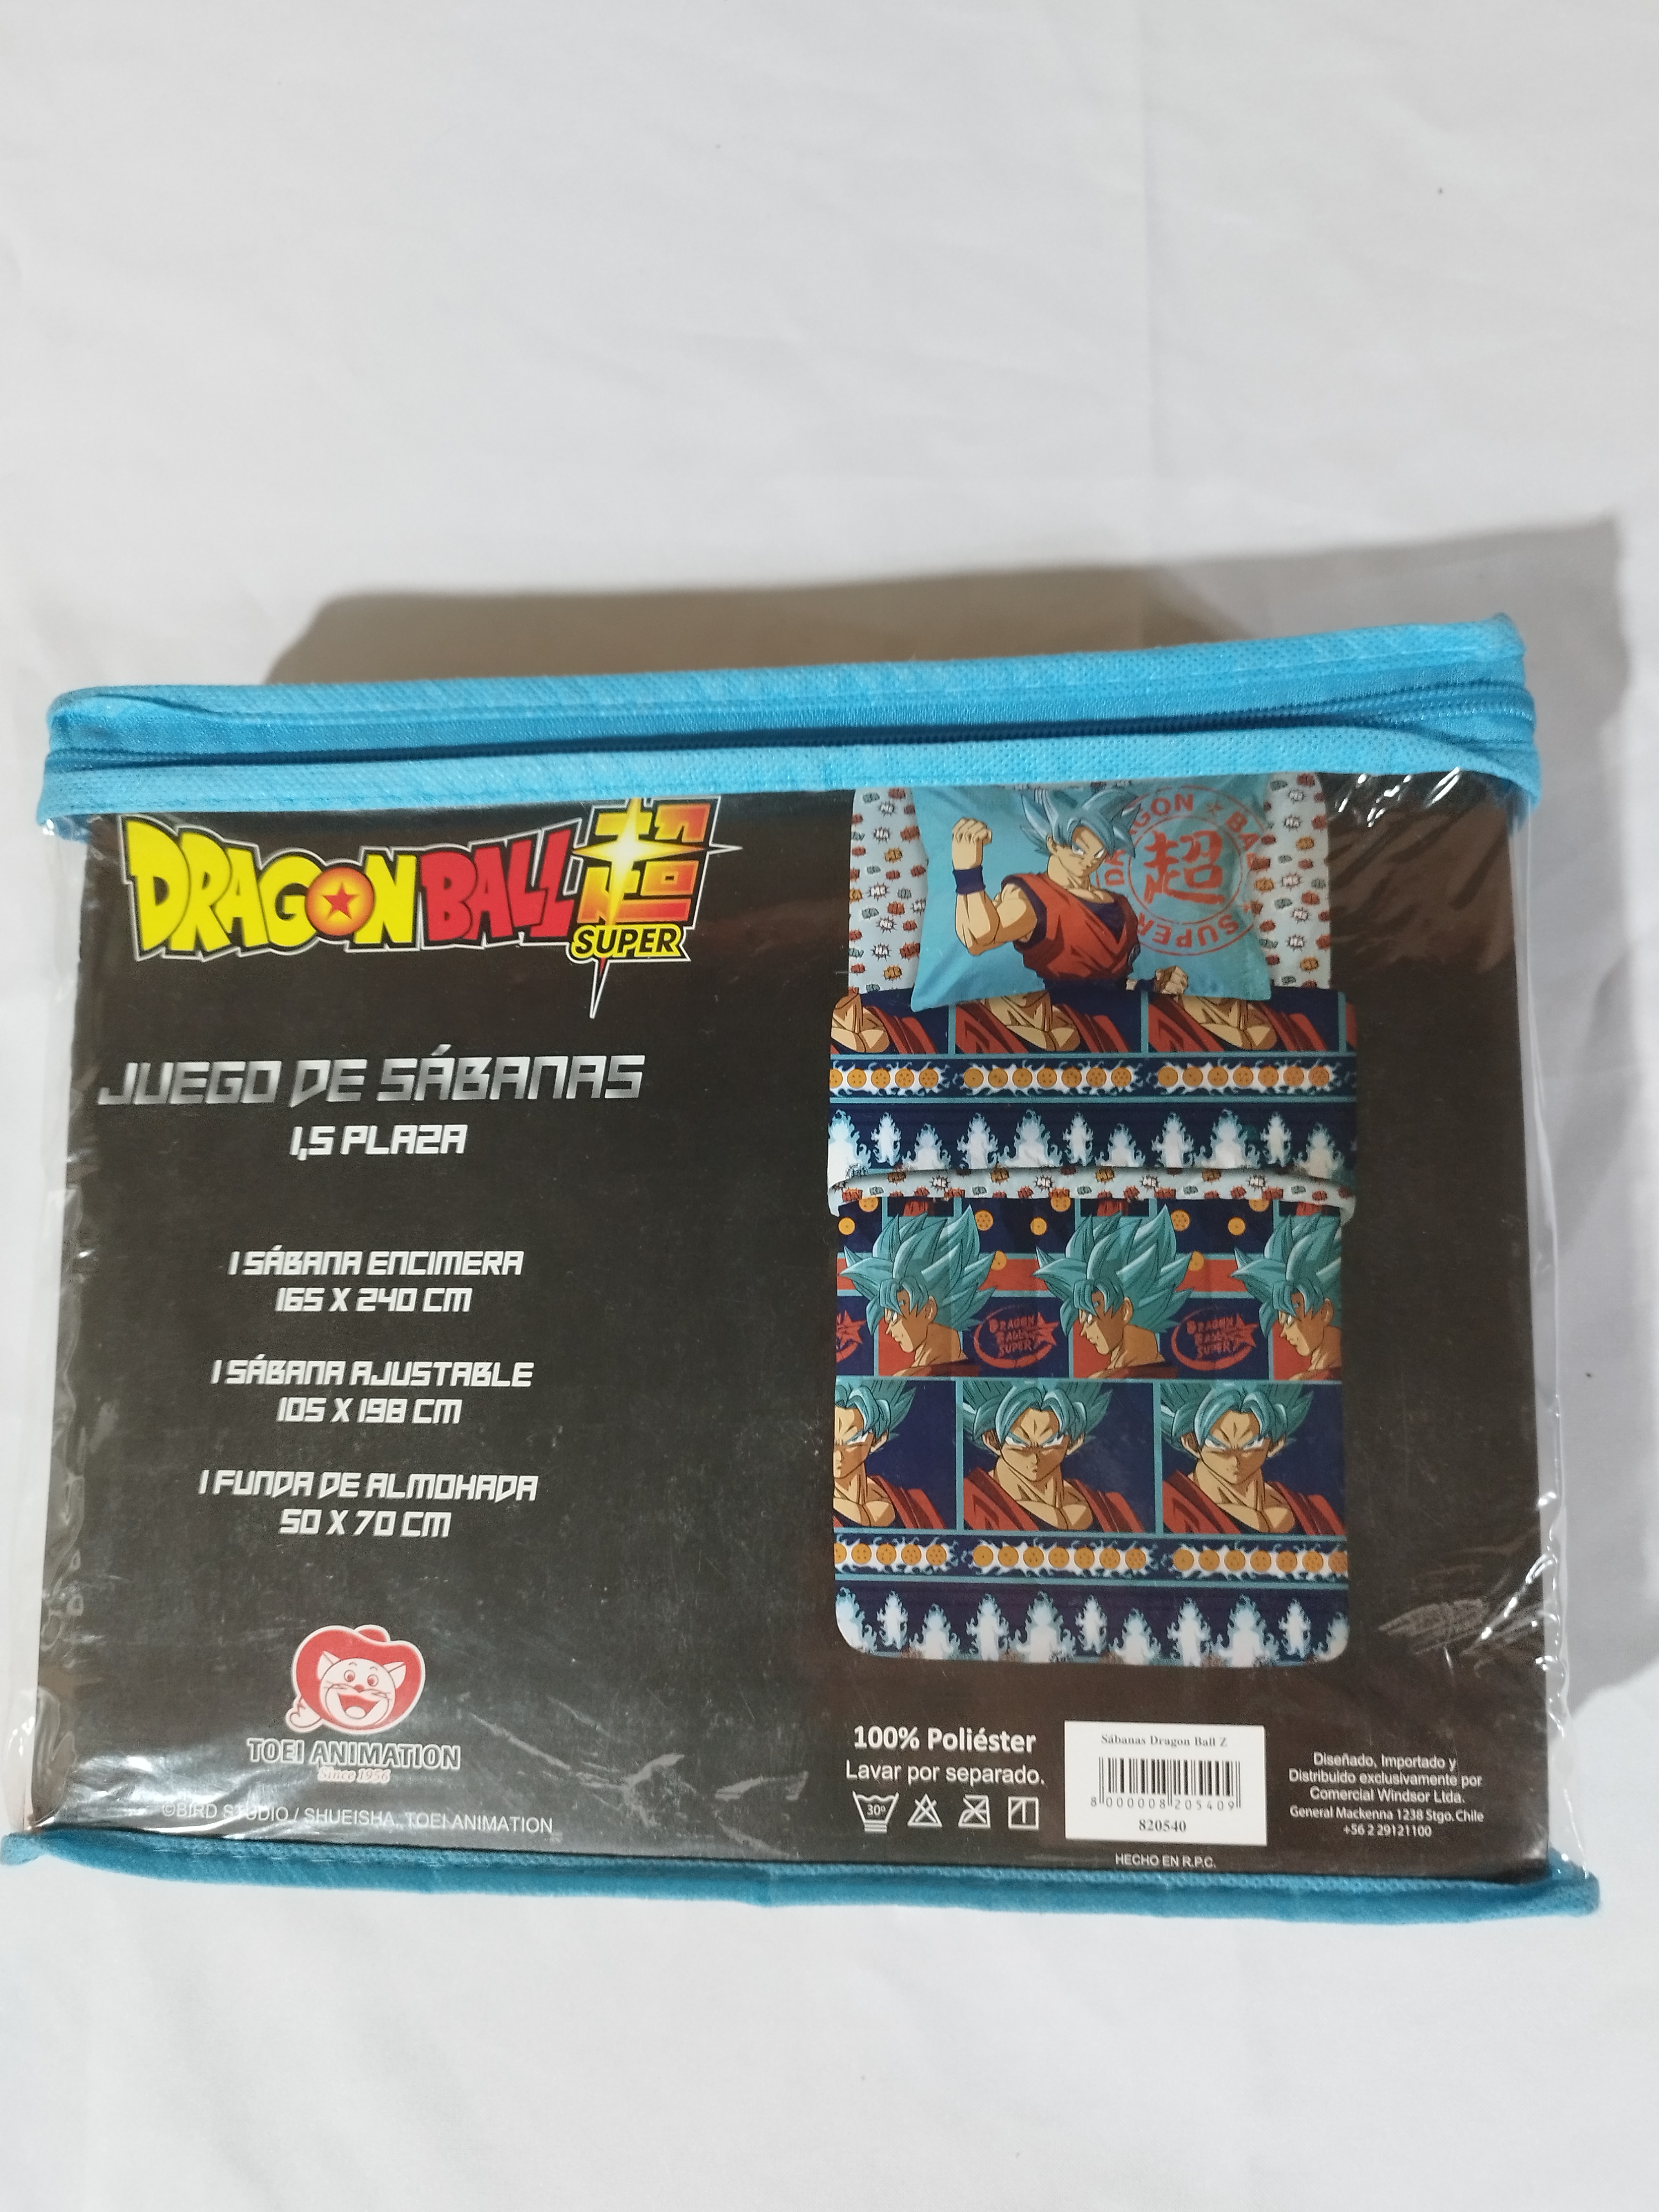 DRAGON BALL 超
SUPER
JUEGO DE SÁBANAS
1,5 PLAZA
1 SÁBANA ENCIMERA
165 X 240 CM
1 SÁBANA AJUSTABLE
105 X 198 CM
1 FUNDA DE ALMOHADA
50 X 70 CM
TOEI ANIMATION
Since 1956
©BIRD STUDIO / SHUEISHA, TOEI ANIMATION
超
SUPER
DRAGON
BALL
SUPER
DRAGON
BALL
SUPER
100% Poliéster
Lavar por separado.
30º
Sábanas Dragon Ball Z
8 000008 205409
820540
HECHO EN R.P.C.
Diseñado, Importado y
Distribuido exclusivamente por
Comercial Windsor Ltda.
General Mackenna 1238 Stgo. Chile
+56 2 29121100